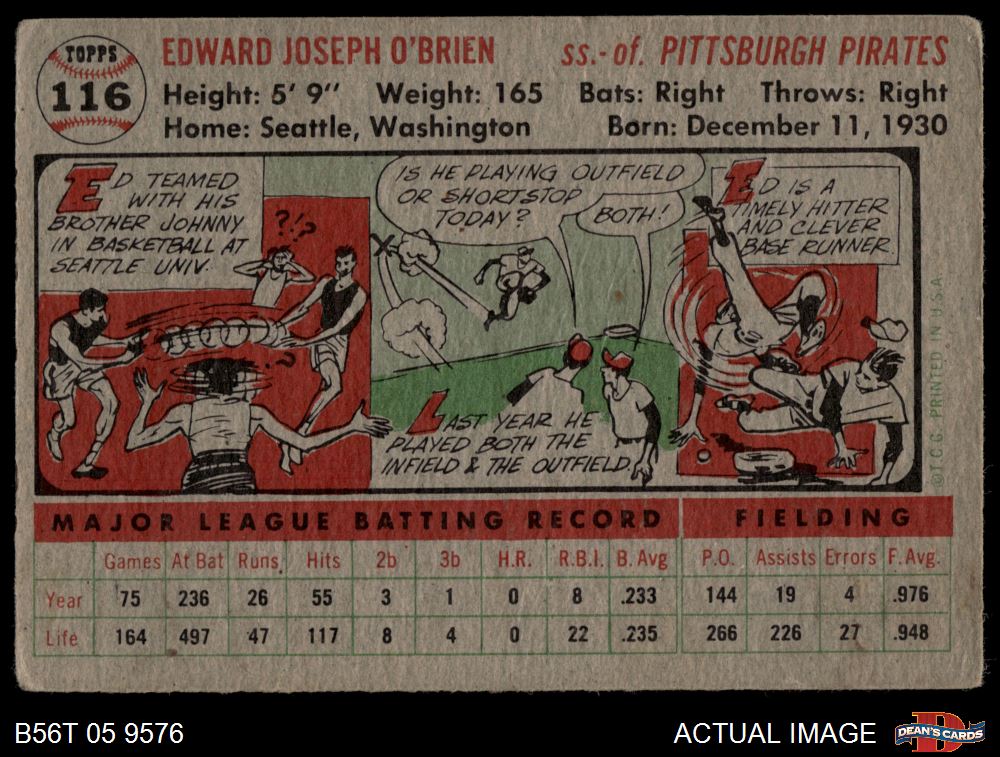 TOPPS
116
EDWARD JOSEPH O'BRIEN ss.-of. PITTSBURGH PIRATES
Height: 5' 9" Weight: 165 Bats: Right Throws: Right
Home: Seattle, Washington Born: December 11, 1930
ED TEAMED
WITH HIS
BROTHER JOHNNY
IN BASKETBALL AT
SEATTLE UNIV.
?!?
?
IS HE PLAYING OUTFIELD
OR SHORTSTOP
TODAY?
BOTH!
LAST YEAR HE
PLAYED BOTH THE
INFIELD & THE OUTFIELD.
ED IS A
TIMELY HITTER
AND CLEVER
BASE RUNNER.
© T.C.G. PRINTED IN U.S.A.
MAJOR LEAGUE BATTING RECORD FIELDING
Games At Bat Runs Hits 2b 3b H.R. R.B.I. B. Avg P.O. Assists Errors F. Avg.
Year 75 236 26 55 3 1 0 8 .233 144 19 4 .976
Life 164 497 47 117 8 4 0 22 .235 266 226 27 .948
B56T 05 9576 ACTUAL IMAGE DEAN'S CARDS